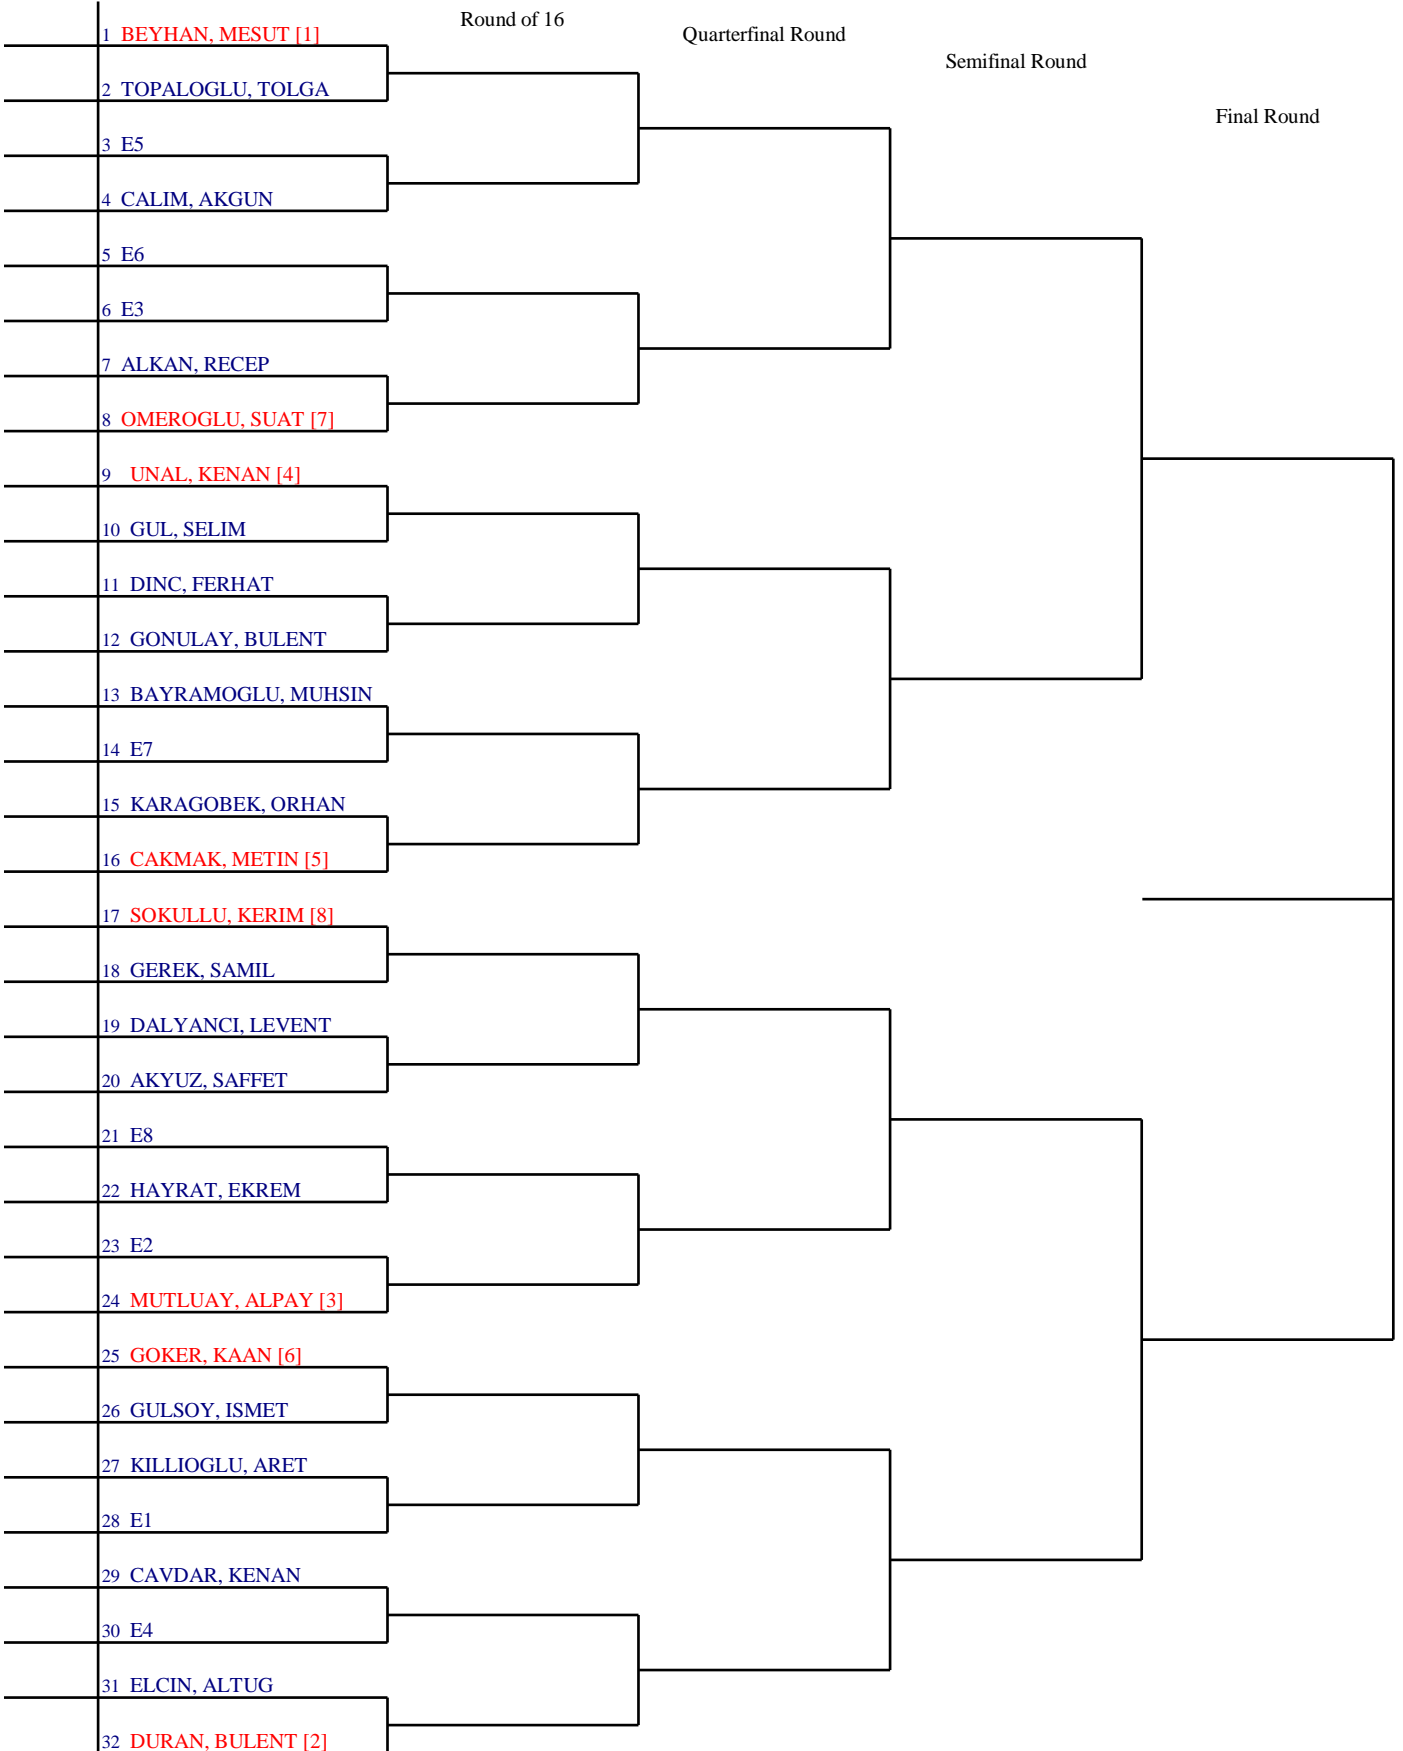 Round of 16
Quarterfinal Round
Semifinal Round
Final Round
1 BEYHAN, MESUT [1]
2 TOPALOGLU, TOLGA
3 E5
4 CALIM, AKGUN
5 E6
6 E3
7 ALKAN, RECEP
8 OMEROGLU, SUAT [7]
9 UNAL, KENAN [4]
10 GUL, SELIM
11 DINC, FERHAT
12 GONULAY, BULENT
13 BAYRAMOGLU, MUHSIN
14 E7
15 KARAGOBEK, ORHAN
16 CAKMAK, METIN [5]
17 SOKULLU, KERIM [8]
18 GEREK, SAMIL
19 DALYANCI, LEVENT
20 AKYUZ, SAFFET
21 E8
22 HAYRAT, EKREM
23 E2
24 MUTLUAY, ALPAY [3]
25 GOKER, KAAN [6]
26 GULSOY, ISMET
27 KILLIOGLU, ARET
28 E1
29 CAVDAR, KENAN
30 E4
31 ELCIN, ALTUG
32 DURAN, BULENT [2]